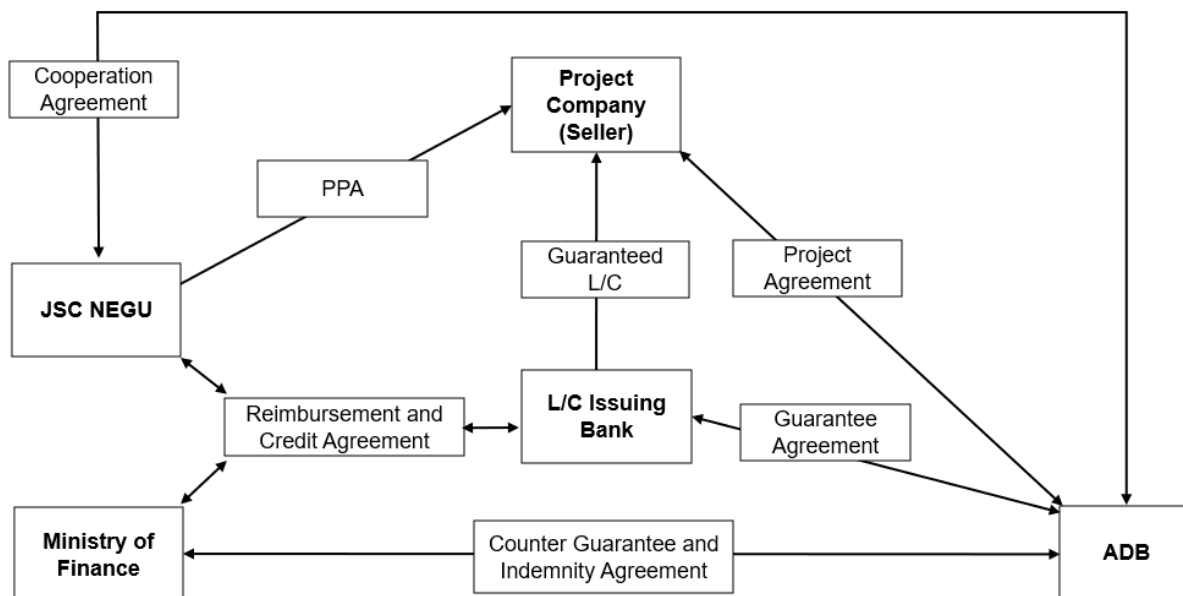 Cooperation
Agreement
Project
Company
(Seller)
PPA
Guaranteed
L/C
Project
Agreement
JSC NEGU
Reimbursement and
Credit Agreement
L/C Issuing
Bank
Guarantee
Agreement
Ministry of
Finance
Counter Guarantee and
Indemnity Agreement
ADB